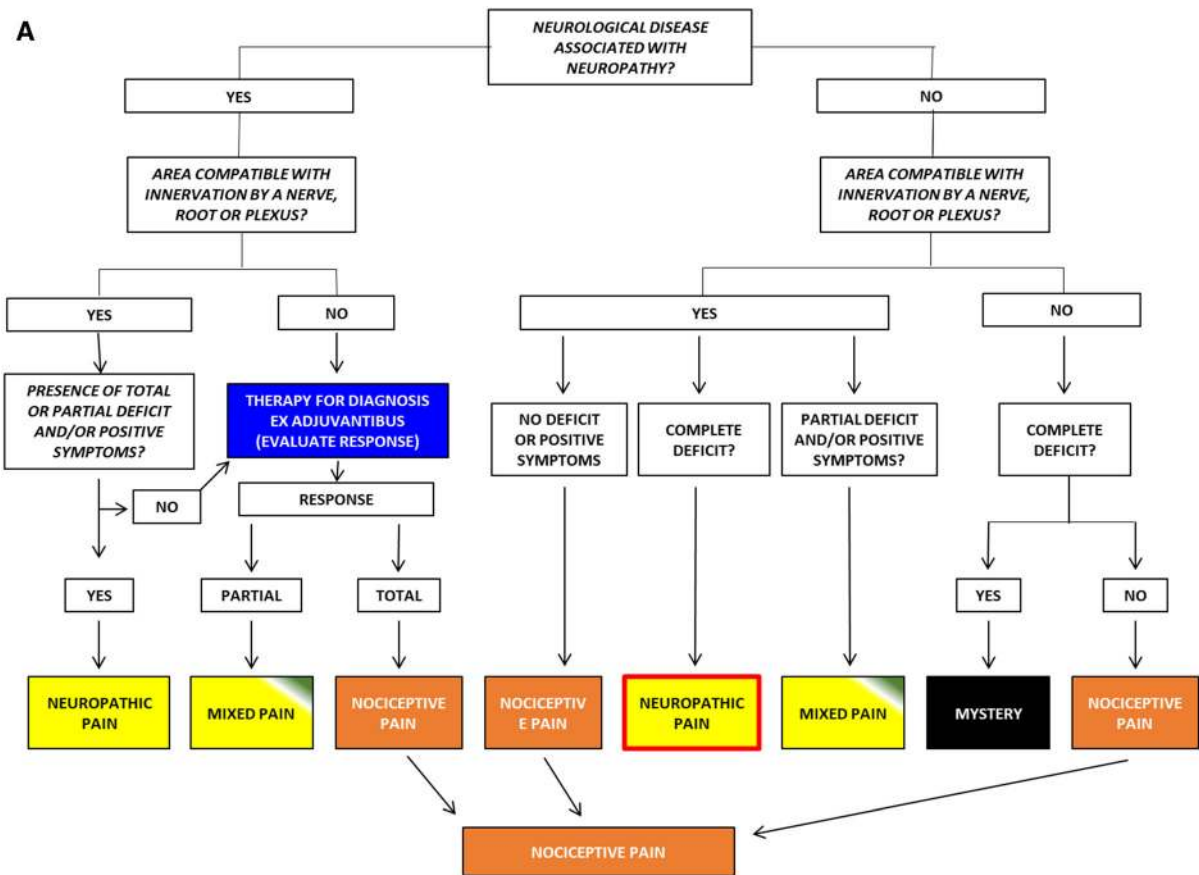 A
NEUROLOGICAL DISEASE
ASSOCIATED WITH
NEUROPATHY?
YES
NO
AREA COMPATIBLE WITH
INNERVATION BY A NERVE,
ROOT OR PLEXUS?
AREA COMPATIBLE WITH
INNERVATION BY A NERVE,
ROOT OR PLEXUS?
YES
NO
YES
NO
PRESENCE OF TOTAL
OR PARTIAL DEFICIT
AND/OR POSITIVE
SYMPTOMS?
THERAPY FOR DIAGNOSIS
EX ADJUVANTIBUS
(EVALUATE RESPONSE)
NO DEFICIT
OR POSITIVE
SYMPTOMS
COMPLETE
DEFICIT?
PARTIAL DEFICIT
AND/OR POSITIVE
SYMPTOMS?
COMPLETE
DEFICIT?
NO
RESPONSE
YES
PARTIAL
TOTAL
YES
NO
NEUROPATHIC
PAIN
MIXED PAIN
NOCICEPTIVE
PAIN
NOCICEPTIV
E PAIN
NEUROPATHIC
PAIN
MIXED PAIN
MYSTERY
NOCICEPTIVE
PAIN
NOCICEPTIVE PAIN